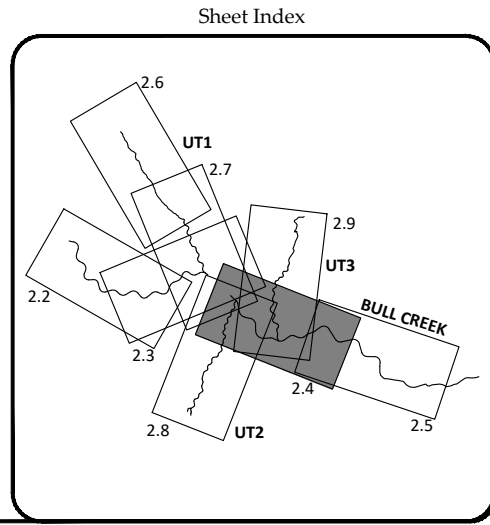 Sheet Index
2.6
UT1
2.7
2.9
UT3
2.2
BULL CREEK
2.3
2.4
2.5
2.8
UT2